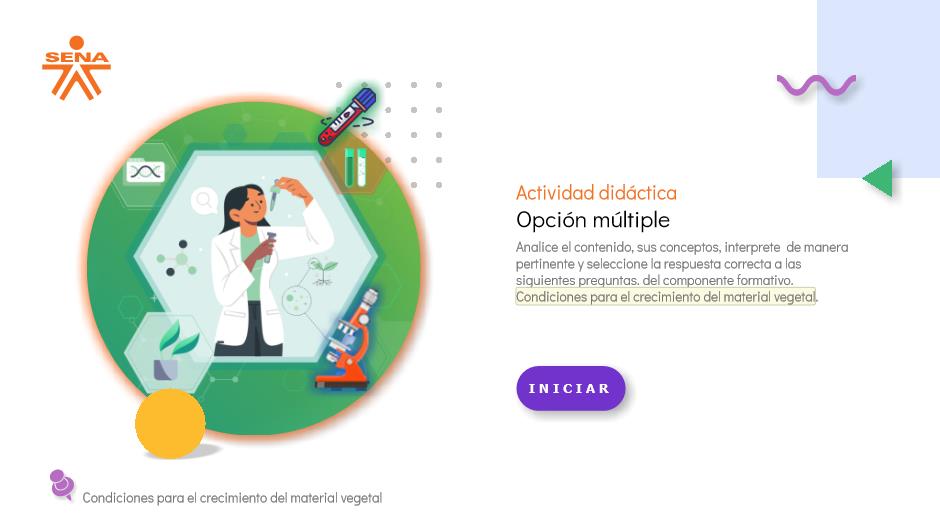 SENA
Actividad didáctica
Opción múltiple
Analice el contenido, sus conceptos, interprete de manera
pertinente y seleccione la respuesta correcta a las
siguientes preguntas. del componente formativo.
Condiciones para el crecimiento del material vegetal.
INICIAR
Condiciones para el crecimiento del material vegetal